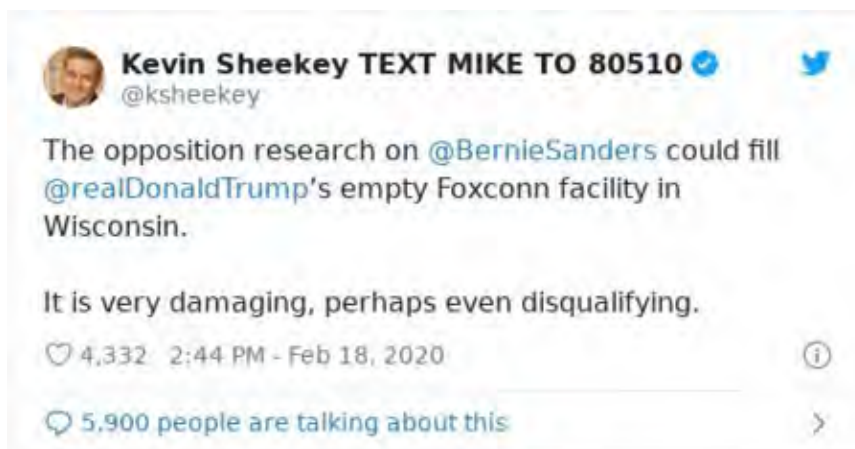 Kevin Sheekey TEXT MIKE TO 80510
@ksheekey
The opposition research on @BernieSanders could fill
@realDonaldTrump's empty Foxconn facility in
Wisconsin.
It is very damaging, perhaps even disqualifying.
4,332 2:44 PM - Feb 18, 2020
5,900 people are talking about this